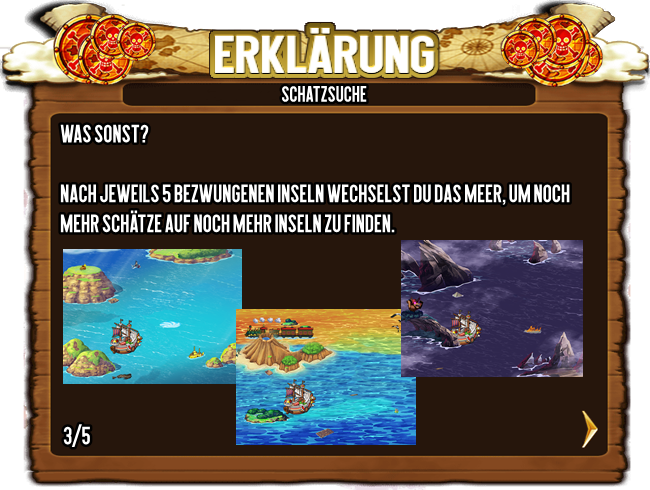 ERKLÄRUNG
SCHATZSUCHE
WAS SONST?
NACH JEWEILS 5 BEZWUNGENEN INSELN WECHSELST DU DAS MEER, UM NOCH
MEHR SCHÄTZE AUF NOCH MEHR INSELN ZU FINDEN.
3/5